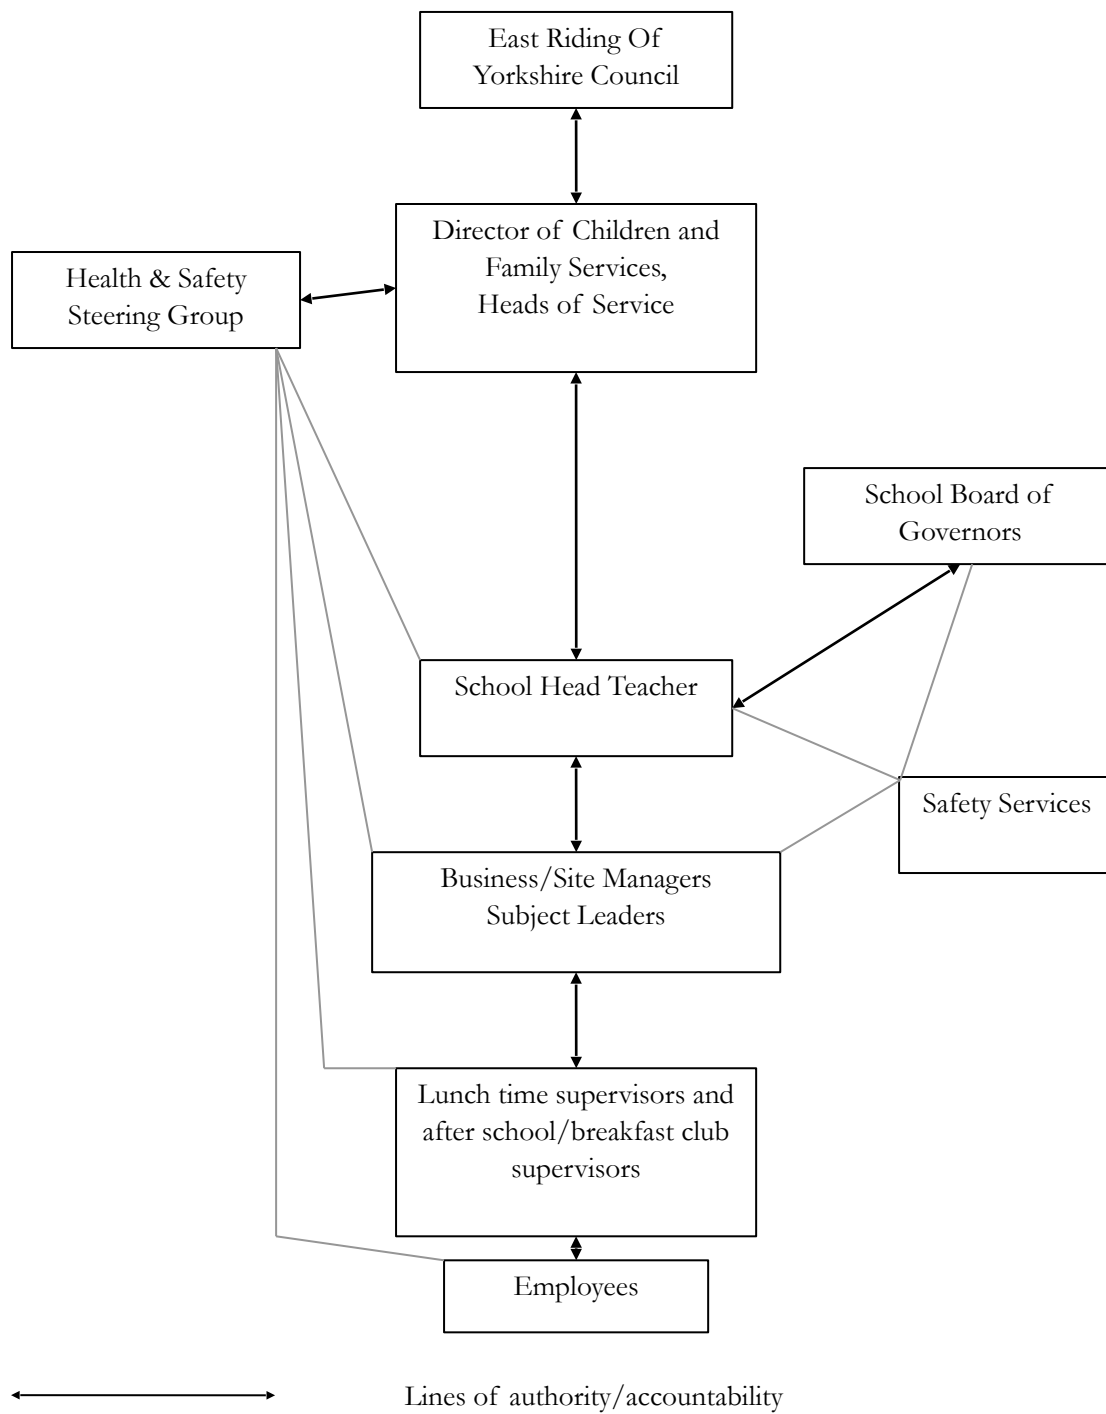 East Riding Of
Yorkshire Council
Director of Children and
Family Services,
Heads of Service
Health & Safety
Steering Group
School Board of
Governors
School Head Teacher
Safety Services
Business/Site Managers
Subject Leaders
Lunch time supervisors and
after school/breakfast club
supervisors
Employees
Lines of authority/accountability